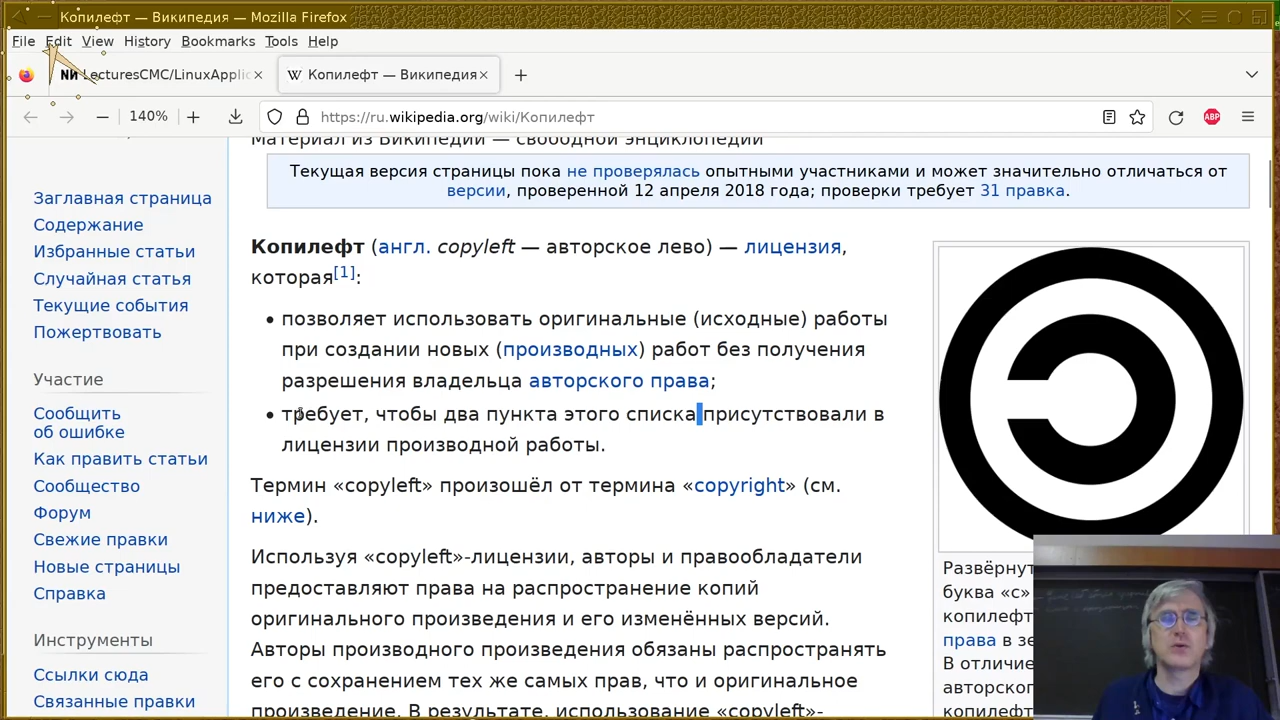 Копилефт — Википедия — Mozilla Firefox
File Edit View History Bookmarks Tools Help
LecturesCMC/LinuxApplic
Копилефт — Википедия
140%
https://ru.wikipedia.org/wiki/Копилефт
ABP
Материал из Википедии — свободной энциклопедии
Текущая версия страницы пока не проверялась опытными участниками и может значительно отличаться от
версии, проверенной 12 апреля 2018 года; проверки требует 31 правка.
Заглавная страница
Содержание
Избранные статьи
Случайная статья
Текущие события
Пожертвовать
Участие
Сообщить
об ошибке
Как править статьи
Сообщество
Форум
Свежие правки
Новые страницы
Справка
Инструменты
Ссылки сюда
Связанные правки
Копилефт (англ. copyleft — авторское лево) — лицензия,
которая[1]:
• позволяет использовать оригинальные (исходные) работы
при создании новых (производных) работ без получения
разрешения владельца авторского права;
• требует, чтобы два пункта этого списка присутствовали в
лицензии производной работы.
Термин «copyleft» произошёл от термина «copyright» (см.
ниже).
Используя «copyleft»-лицензии, авторы и правообладатели
предоставляют права на распространение копий
оригинального произведения и его изменённых версий.
Авторы производного произведения обязаны распространять
его с сохранением тех же самых прав, что и оригинальное
произведение. В результате, использование «copyleft»-
Развёрнут
буква «с»
копилефт
права в зе
В отличие
авторског
копилефт